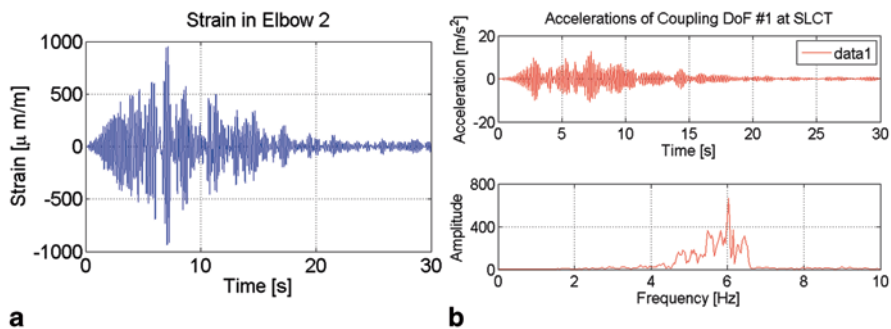 Strain in Elbow 2
1000
500
0
-500
-1000
Strain [μ m/m]
0 10 20 30
Time [s]
a
Accelerations of Coupling DoF #1 at SLCT
20
0
-20
Acceleration [m/s²]
data1
0 5 10 15 20 25 30
Time [s]
800
400
0
Amplitude
0 2 4 6 8 10
Frequency [Hz]
b